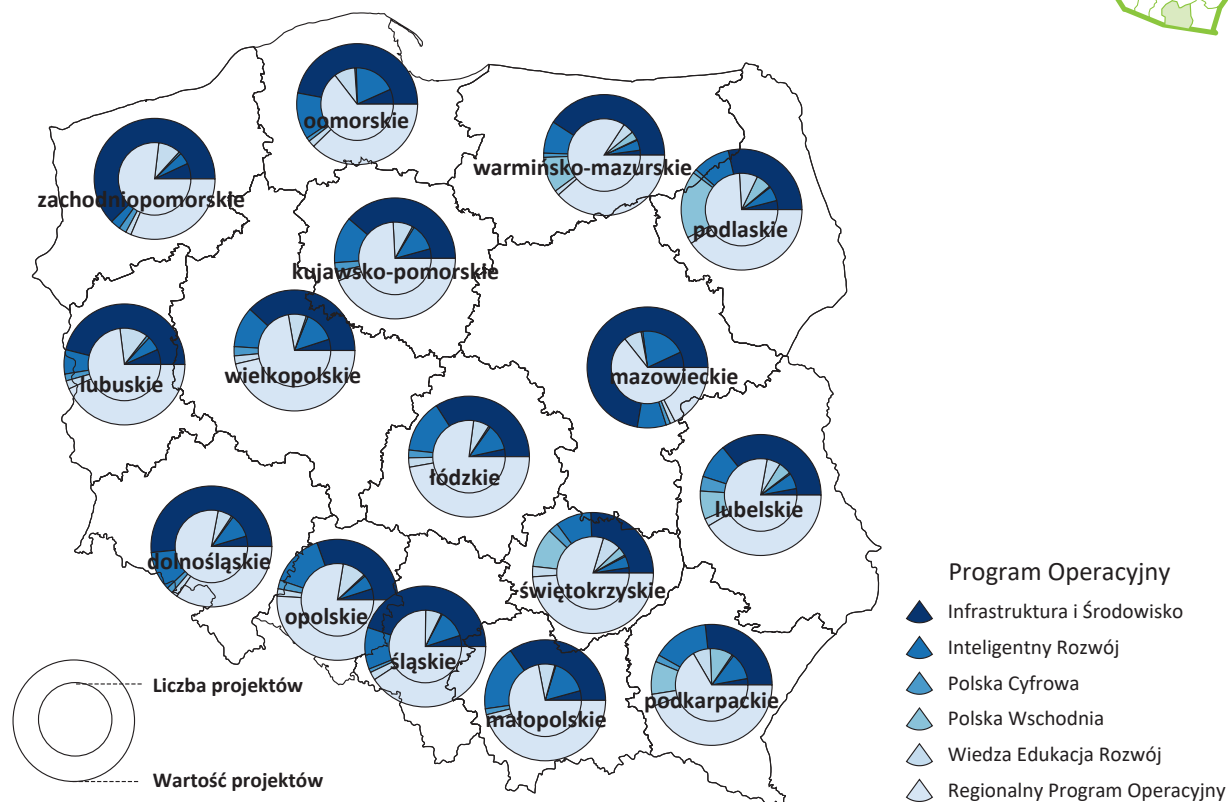 oomorskie
warmińsko-mazurskie
zachodniopomorskie
podlaskie
kujawsko-pomorskie
wielkopolskie
mazowieckie
lubuskie
łódzkie
lubelskie
dolnośląskie
świętokrzyskie
opolskie
śląskie
podkarpackie
małopolskie
Liczba projektów
Wartość projektów
Program Operacyjny
Infrastruktura i Środowisko
Inteligentny Rozwój
Polska Cyfrowa
Polska Wschodnia
Wiedza Edukacja Rozwój
Regionalny Program Operacyjny